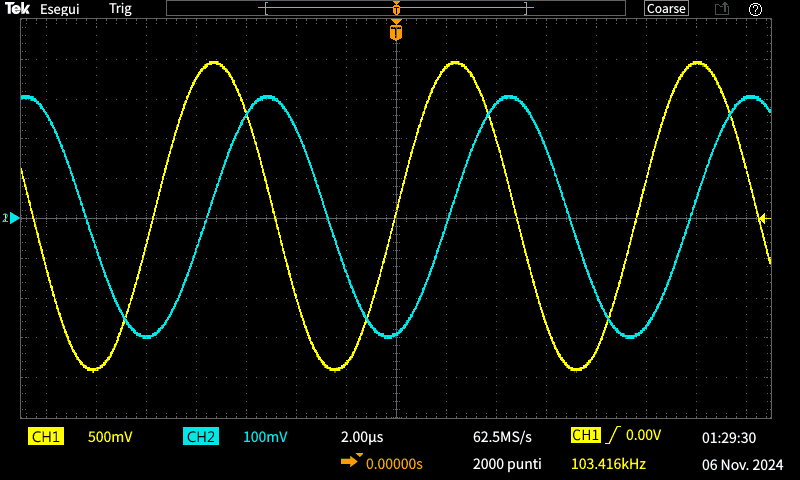 Tek Esegui Trig T Coarse ?
T
2
CH1 500mV CH2 100mV 2.00µs 62.5MS/s CH1 0.00V 01:29:30
0.00000s 2000 punti 103.416kHz 06 Nov. 2024